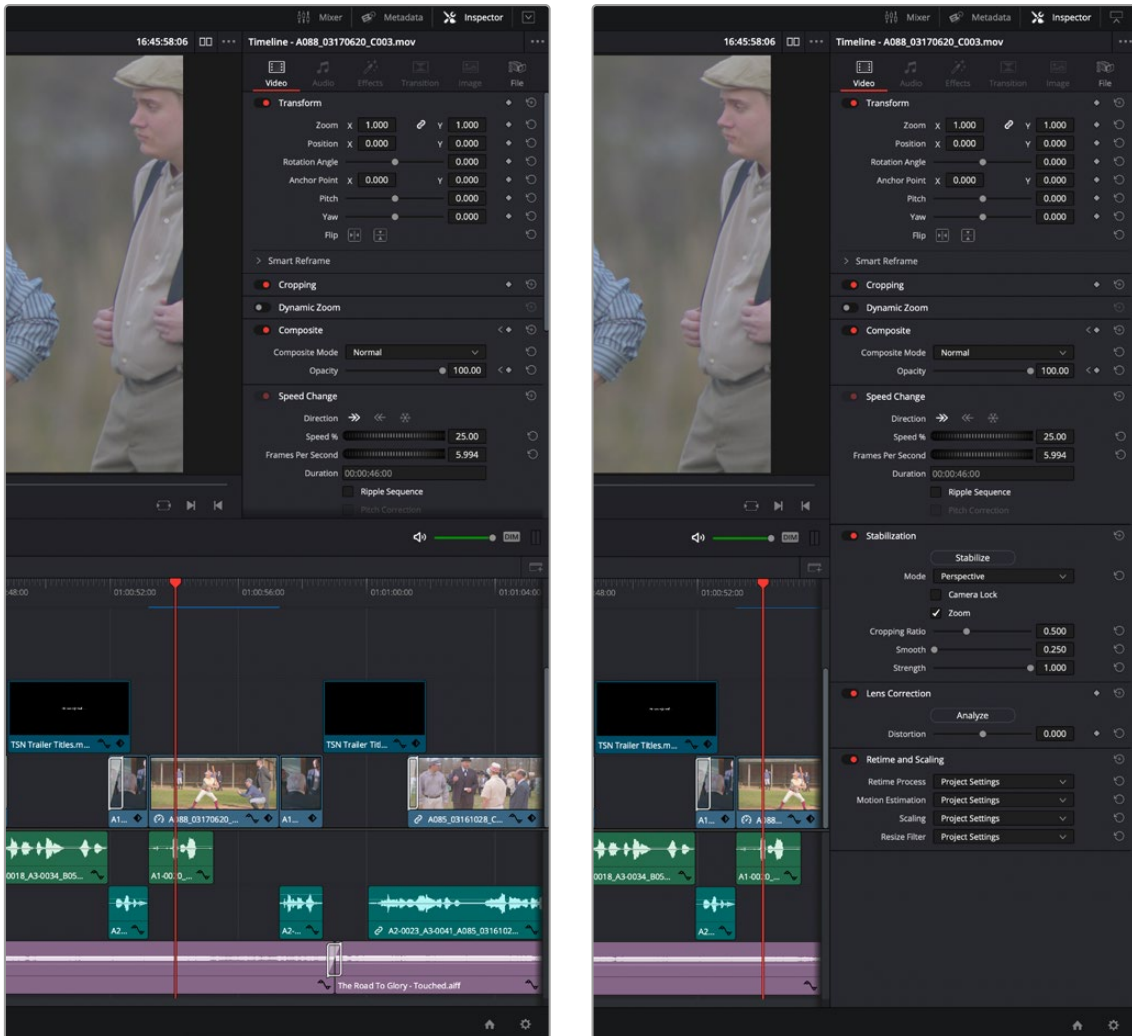 Mixer Metadata Inspector
16:45:58:06 Timeline - A088_03170620_C003.mov
Video Audio Effects Transition Image File
Transform
Zoom X 1.000 Y 1.000
Position X 0.000 Y 0.000
Rotation Angle 0.000
Anchor Point X 0.000 Y 0.000
Pitch 0.000
Yaw 0.000
Flip
> Smart Reframe
Cropping
Dynamic Zoom
Composite
Composite Mode Normal
Opacity 100.00
Speed Change
Direction
Speed % 25.00
Frames Per Second 5.994
Duration 00:00:46:00
Ripple Sequence
Pitch Correction
DIM
:48:00 01:00:52:00 01:00:56:00 01:01:00:00 01:01:04:00
TSN Trailer Titles.m... TSN Trailer Titl...
A1... A088_03170620_... A1... A085_03161028_C...
0018_A3-0034_B05... A1-0030_...
A2... A2-... A2-0023_A3-0041_A085_0316102...
The Road To Glory - Touched.aiff
Mixer Metadata Inspector
16:45:58:06 Timeline - A088_03170620_C003.mov
Video Audio Effects Transition Image File
Transform
Zoom X 1.000 Y 1.000
Position X 0.000 Y 0.000
Rotation Angle 0.000
Anchor Point X 0.000 Y 0.000
Pitch 0.000
Yaw 0.000
Flip
> Smart Reframe
Cropping
Dynamic Zoom
Composite
Composite Mode Normal
Opacity 100.00
Speed Change
Direction
Speed % 25.00
Frames Per Second 5.994
Duration 00:00:46:00
Ripple Sequence
Pitch Correction
DIM
Stabilization
Stabilize
Mode Perspective
Camera Lock
Zoom
Cropping Ratio 0.500
Smooth 0.250
Strength 1.000
Lens Correction
Analyze
Distortion 0.000
Retime and Scaling
Retime Process Project Settings
Motion Estimation Project Settings
Scaling Project Settings
Resize Filter Project Settings
:48:00 01:00:52:00
TSN Trailer Titles.m...
A1... A088...
0018_A3-0034_B05... A1-0030_...
A2...